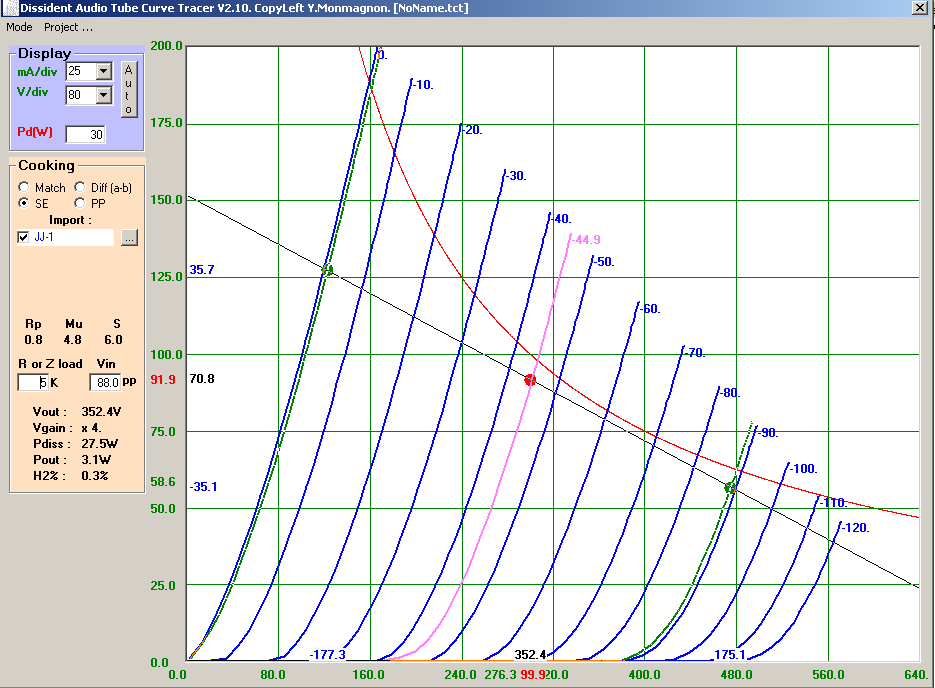 Dissident Audio Tube Curve Tracer V2.10. CopyLeft Y.Monmagnon. [NoName.tct]
Mode Project ...
Display
mA/div 25
V/div 80
Auto
Pd(W) 30
Cooking
Match Diff (a-b)
SE PP
Import :
JJ-1 ...
Rp Mu S
0.8 4.8 6.0
R or Z load Vin
5 K 88.0 PP
Vout : 352.4V
Vgain : x 4.
Pdiss : 27.5W
Pout : 3.1W
H2% : 0.3%
200.0
175.0
150.0
125.0
100.0
91.9
75.0
58.6
50.0
25.0
0.0
35.7
70.8
-35.1
0.
-10.
-20.
-30.
-40.
-44.9
-50.
-60.
-70.
-80.
-90.
-100.
-110.
-120.
-177.3 352.4 175.1
0.0 80.0 160.0 240.0 276.3 99.9 20.0 400.0 480.0 560.0 640.